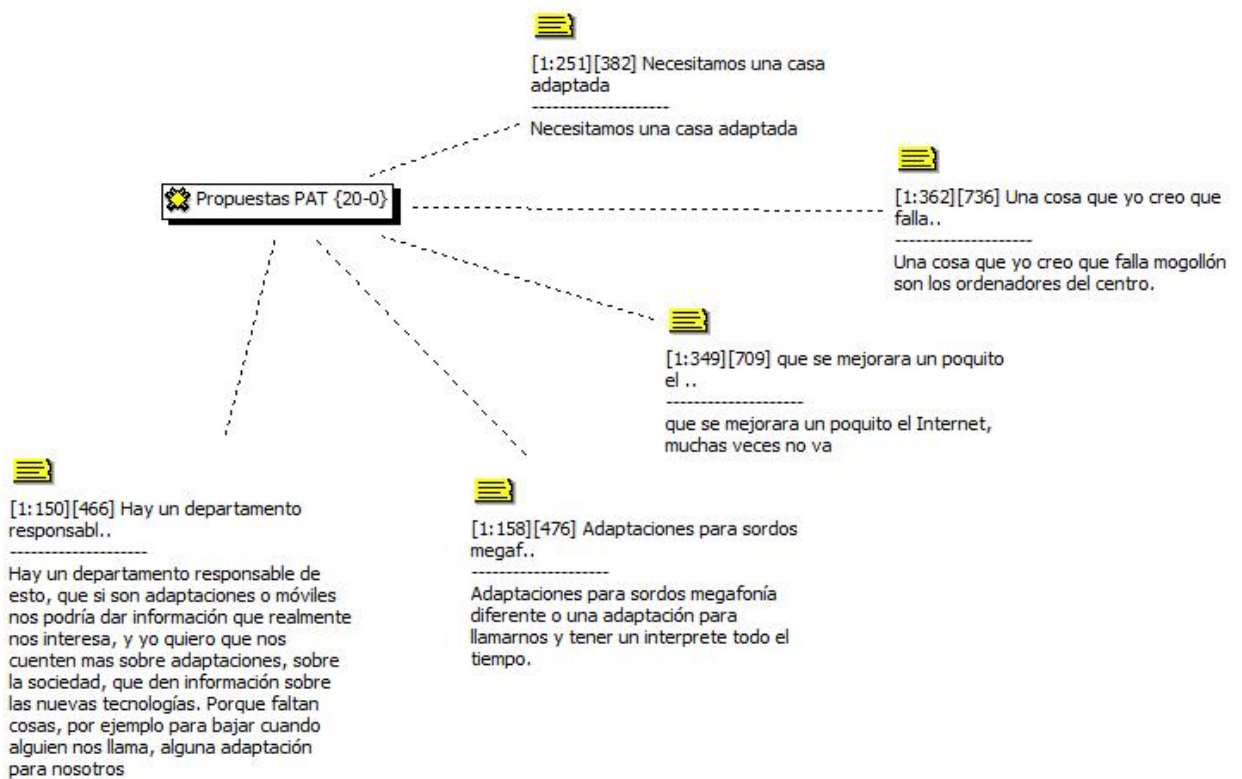 [1:251][382] Necesitamos una casa
adaptada
--------------------
Necesitamos una casa adaptada
Propuestas PAT {20-0}
[1:362][736] Una cosa que yo creo que
falla..
--------------------
Una cosa que yo creo que falla mogollón
son los ordenadores del centro.
[1:349][709] que se mejorara un poquito
el ..
--------------------
que se mejorara un poquito el Internet,
muchas veces no va
[1:150][466] Hay un departamento
responsabl..
--------------------
Hay un departamento responsable de
esto, que si son adaptaciones o móviles
nos podría dar información que realmente
nos interesa, y yo quiero que nos
cuenten mas sobre adaptaciones, sobre
la sociedad, que den información sobre
las nuevas tecnologías. Porque faltan
cosas, por ejemplo para bajar cuando
alguien nos llama, alguna adaptación
para nosotros
[1:158][476] Adaptaciones para sordos
megaf..
--------------------
Adaptaciones para sordos megafonía
diferente o una adaptación para
llamarnos y tener un interprete todo el
tiempo.